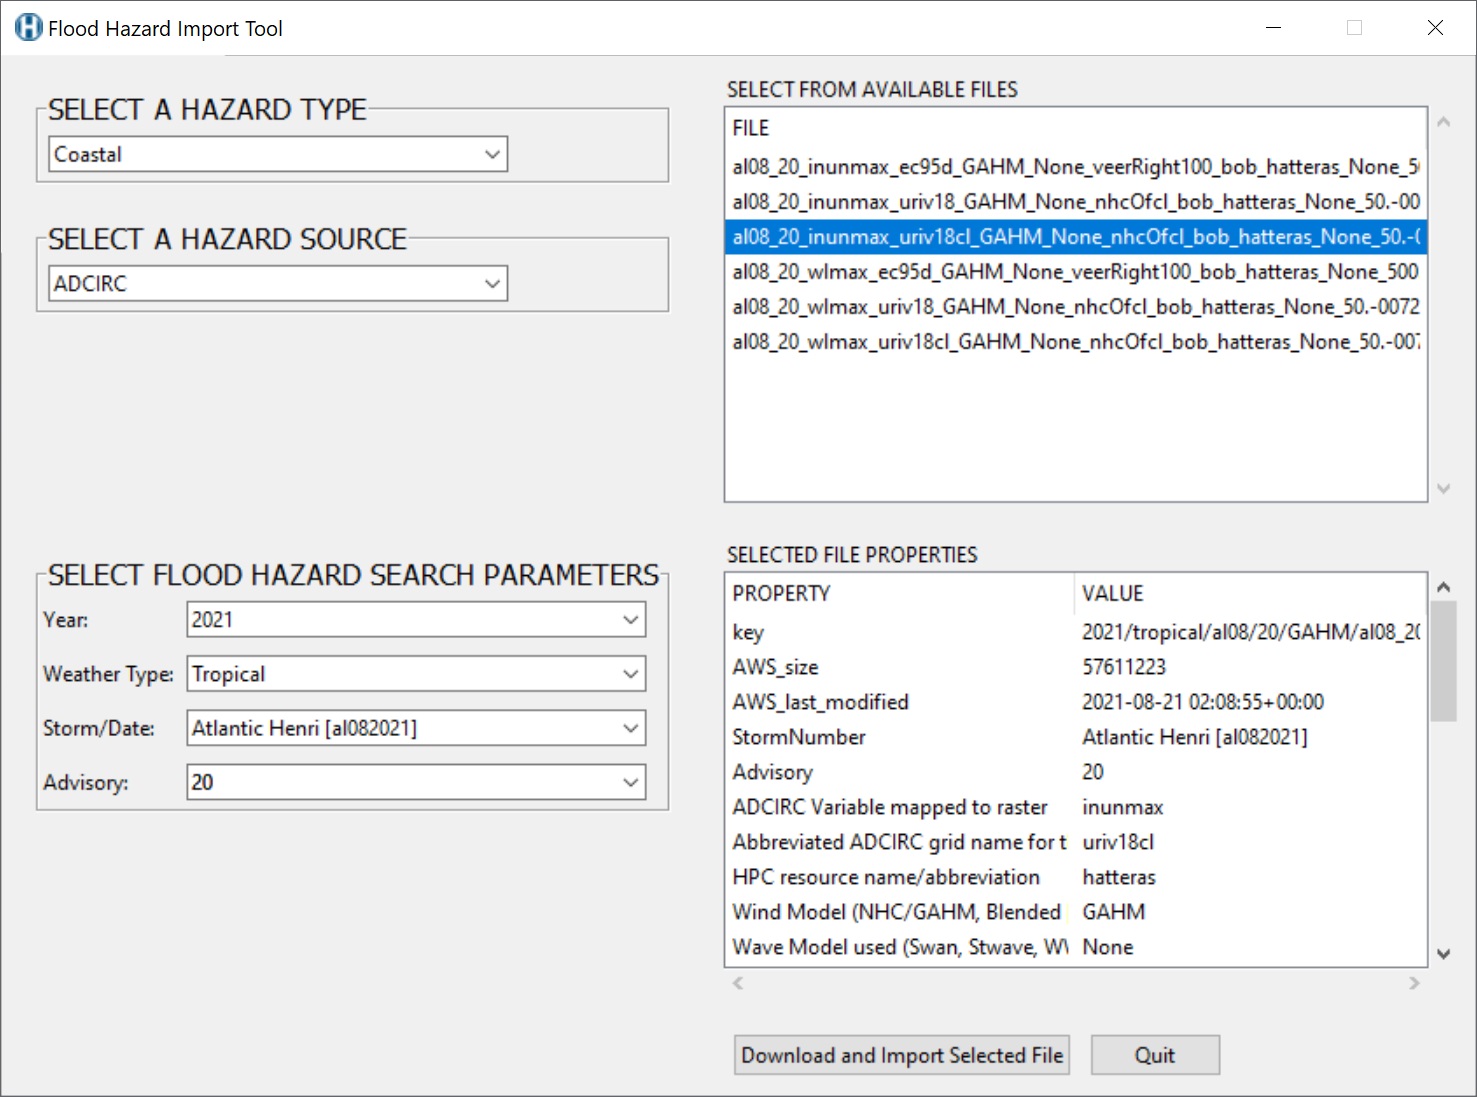 Flood Hazard Import Tool
SELECT A HAZARD TYPE
Coastal
SELECT A HAZARD SOURCE
ADCIRC
SELECT FLOOD HAZARD SEARCH PARAMETERS
Year: 2021
Weather Type: Tropical
Storm/Date: Atlantic Henri [al082021]
Advisory: 20
SELECT FROM AVAILABLE FILES
FILE
al08_20_inunmax_ec95d_GAHM_None_veerRight100_bob_hatteras_None_5
al08_20_inunmax_uriv18_GAHM_None_nhcOfcl_bob_hatteras_None_50.-00
al08_20_inunmax_uriv18cl_GAHM_None_nhcOfcl_bob_hatteras_None_50.-(
al08_20_wlmax_ec95d_GAHM_None_veerRight100_bob_hatteras_None_500
al08_20_wlmax_uriv18_GAHM_None_nhcOfcl_bob_hatteras_None_50.-0072
al08_20_wlmax_uriv18cl_GAHM_None_nhcOfcl_bob_hatteras_None_50.-007
SELECTED FILE PROPERTIES
PROPERTY VALUE
key 2021/tropical/al08/20/GAHM/al08_20
AWS_size 57611223
AWS_last_modified 2021-08-21 02:08:55+00:00
StormNumber Atlantic Henri [al082021]
Advisory 20
ADCIRC Variable mapped to raster inunmax
Abbreviated ADCIRC grid name for t uriv18cl
HPC resource name/abbreviation hatteras
Wind Model (NHC/GAHM, Blended GAHM
Wave Model used (Swan, Stwave, W None
Download and Import Selected File Quit